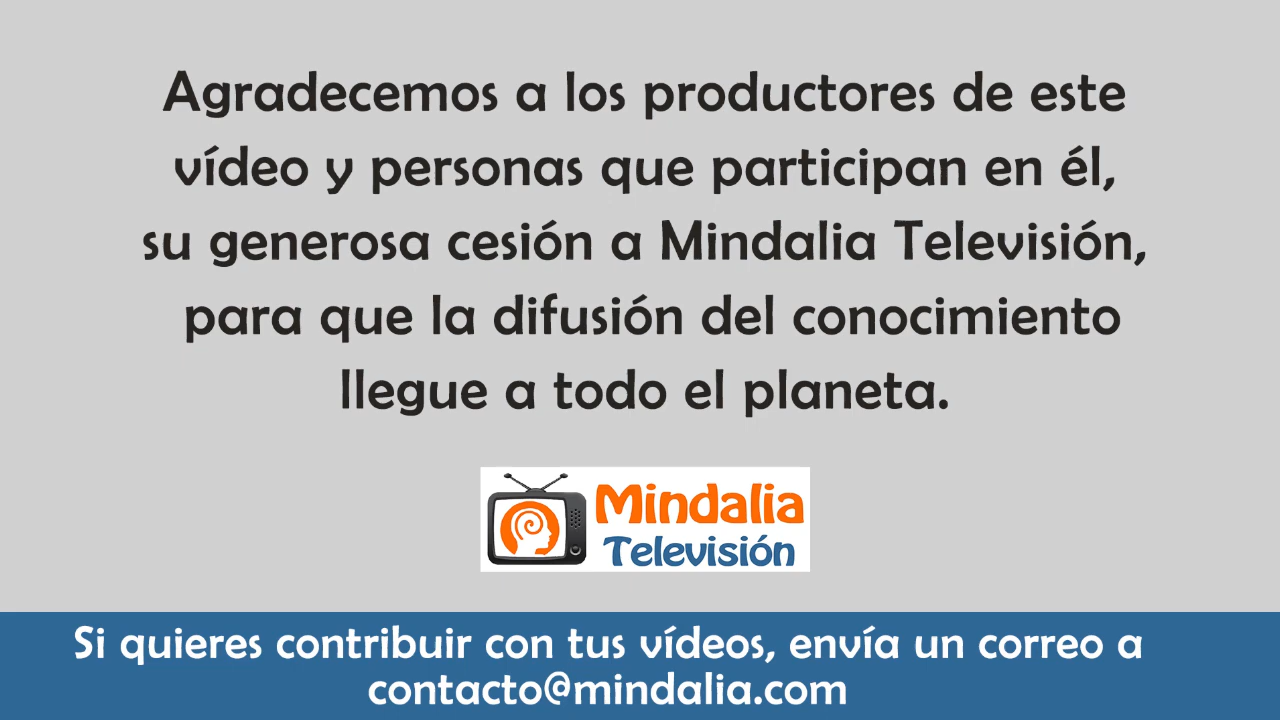 Agradecemos a los productores de este
vídeo y personas que participan en él,
su generosa cesión a Mindalia Televisión,
para que la difusión del conocimiento
llegue a todo el planeta.
Mindalia
Televisión
Si quieres contribuir con tus vídeos, envía un correo a
contacto@mindalia.com